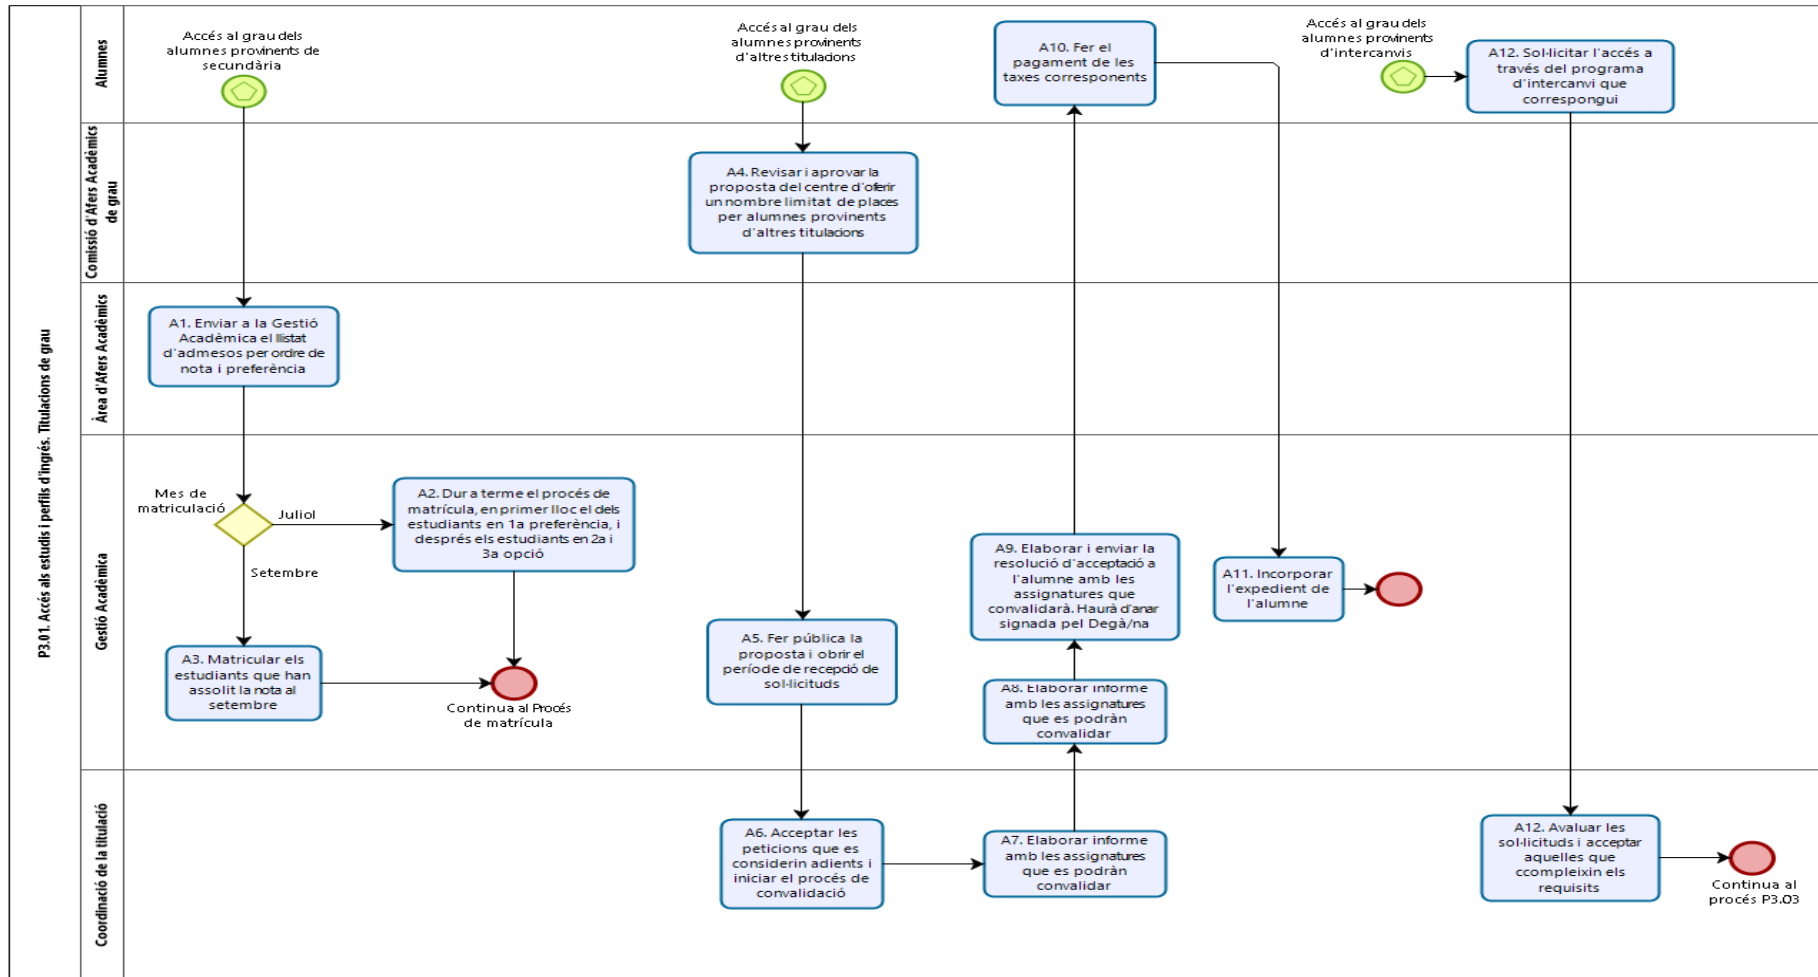 P3.01. Accés als estudis i perfils d'ingrés. Titulacions de grau
Alumnes
Accés al grau dels
alumnes provinents de
secundària
Accés al grau dels
alumnes provinents
d'altres titulacions
A10. Fer el
pagament de les
taxes corresponents
Accés al grau dels
alumnes provinents
d'intercanvis
A12. Sol·licitar l'accés a
través del programa
d'intercanvi que
correspongui
Comissió d'Afers Acadèmics
de grau
A4. Revisar i aprovar la
proposta del centre d'oferir
un nombre limitat de places
per alumnes provinents
d'altres titulacions
Àrea d'Afers Acadèmics
A1. Enviar a la Gestió
Acadèmica el llistat
d'admesos per ordre de
nota i preferència
Gestió Acadèmica
Mes de
matriculació
Juliol
Setembre
A2. Dur a terme el procés de
matrícula, en primer lloc el dels
estudiants en 1a preferència, i
després els estudiants en 2a i
3a opció
A3. Matricular els
estudiants que han
assolit la nota al
setembre
Continua al Procés
de matrícula
A5. Fer pública la
proposta i obrir el
període de recepció de
sol·licituds
A9. Elaborar i enviar la
resolució d'acceptació a
l'alumne amb les
assignatures que
convalidarà. Haurà d'anar
signada pel Degà/na
A8. Elaborar informe
amb les assignatures
que es podràn
convalidar
A11. Incorporar
l'expedient de
l'alumne
Coordinació de la titulació
A6. Acceptar les
peticions que es
considerin adients i
iniciar el procés de
convalidació
A7. Elaborar informe
amb les assignatures
que es podràn
convalidar
A12. Avaluar les
sol·licituds i acceptar
aquelles que
ccompleixin els
requisits
Continua al
procés P3.03